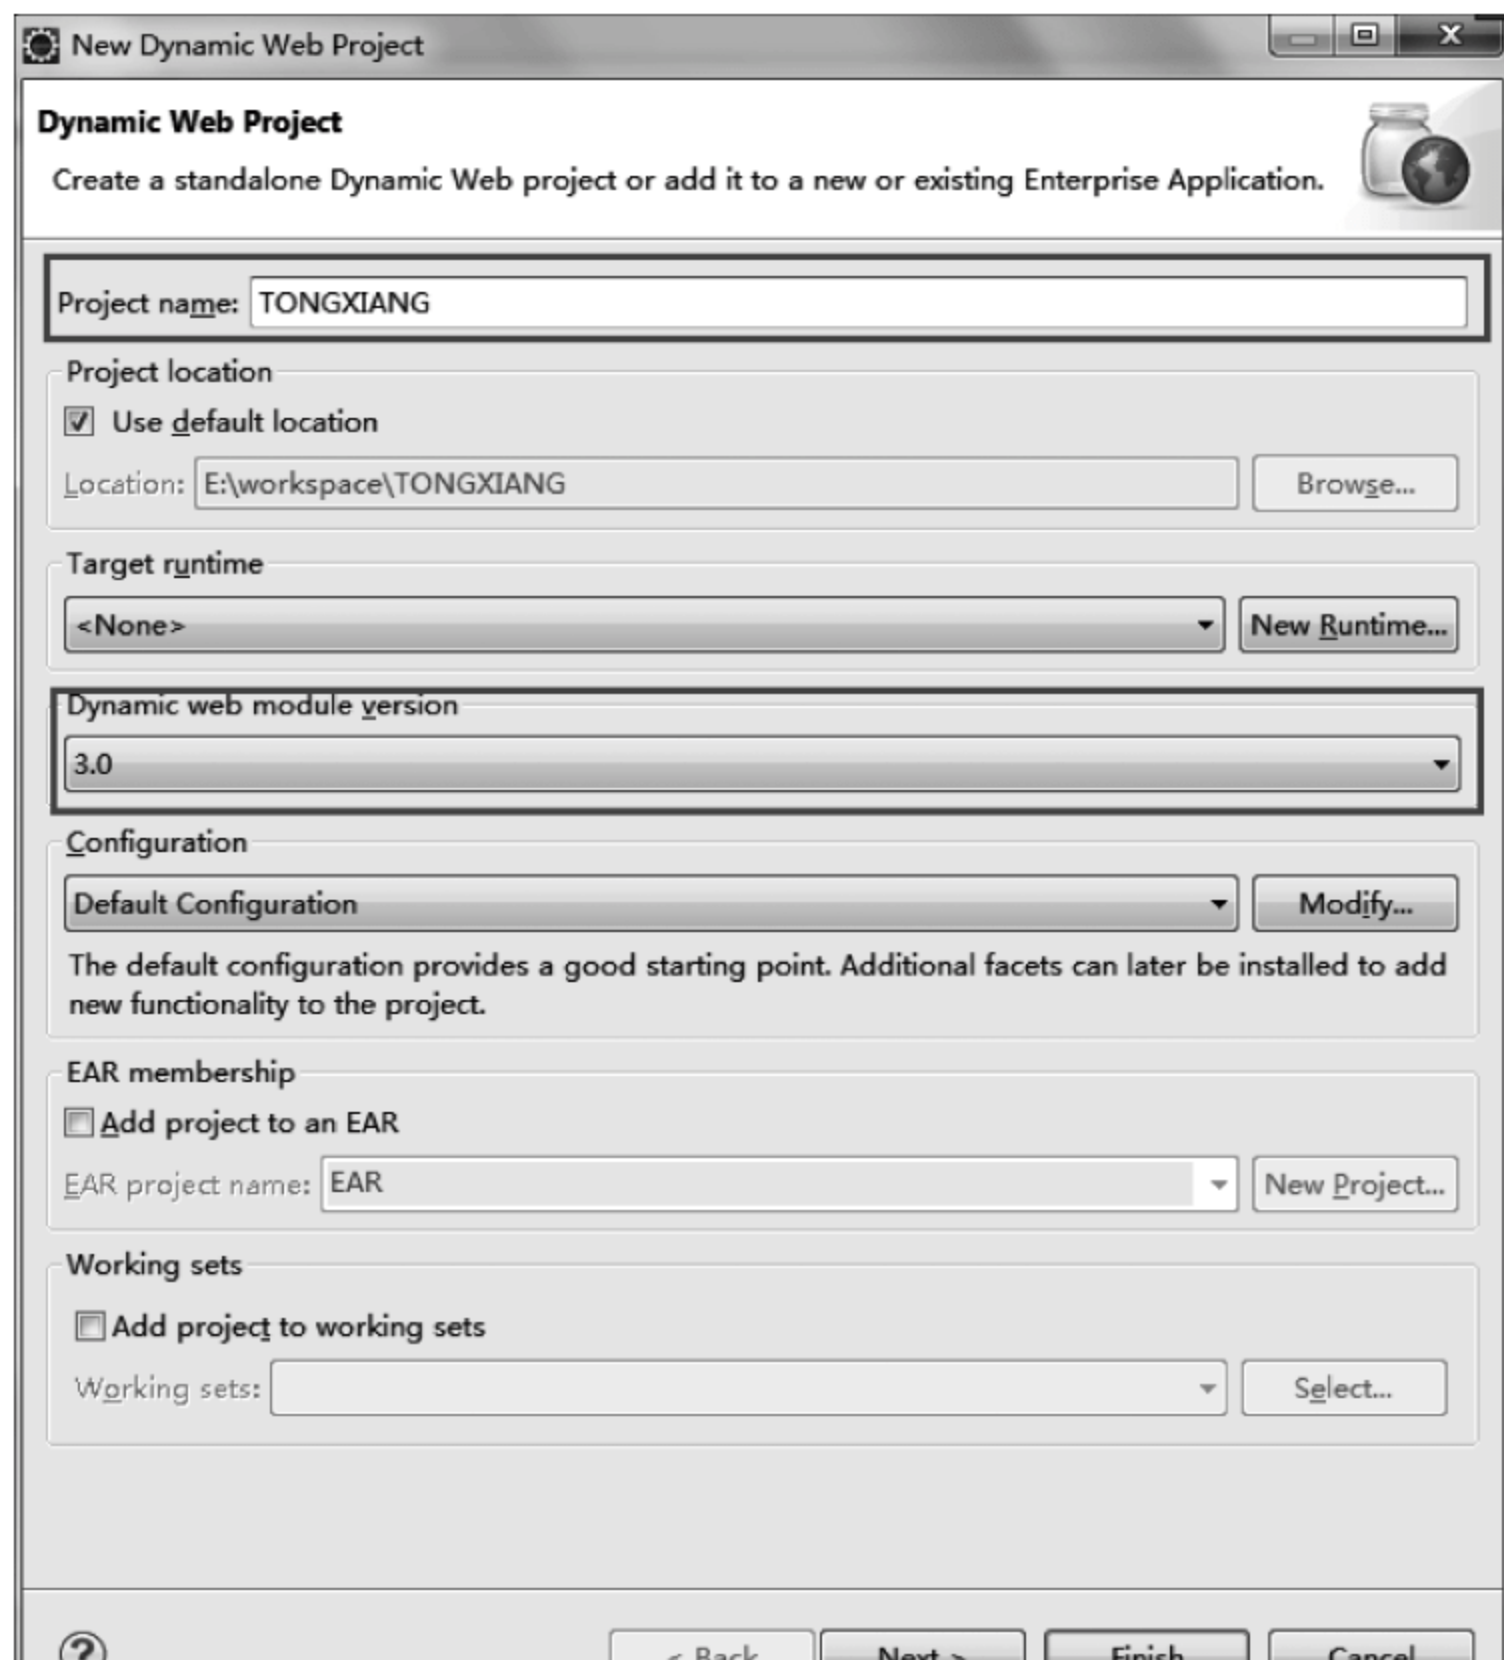 New Dynamic Web Project
Dynamic Web Project
Create a standalone Dynamic Web project or add it to a new or existing Enterprise Application.
Project name: TONGXIANG
Project location
Use default location
Location: E:\workspace\TONGXIANG Browse...
Target runtime
<None> New Runtime...
Dynamic web module version
3.0
Configuration
Default Configuration Modify...
The default configuration provides a good starting point. Additional facets can later be installed to add
new functionality to the project.
EAR membership
Add project to an EAR
EAR project name: EAR New Project...
Working sets
Add project to working sets
Working sets: Select...
? < Back Next > Finish Cancel